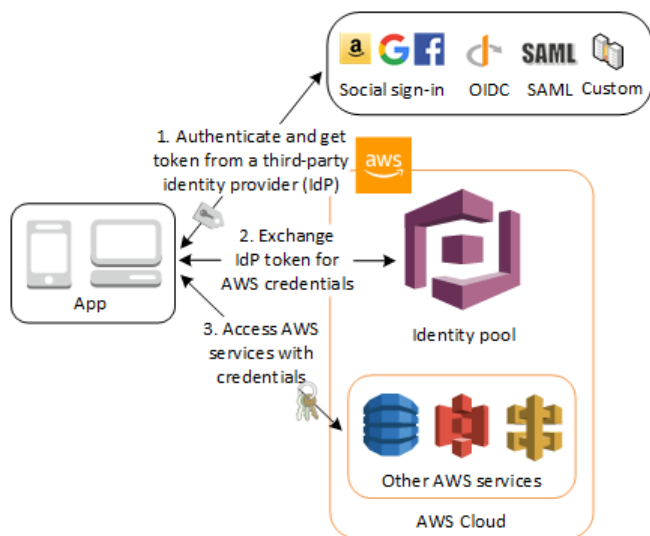 a
G
f
SAML
Social sign-in
OIDC
SAML
Custom
1. Authenticate and get
token from a third-party
identity provider (IdP)
aws
2. Exchange
IdP token for
AWS credentials
App
Identity pool
3. Access AWS
services with
credentials
Other AWS services
AWS Cloud